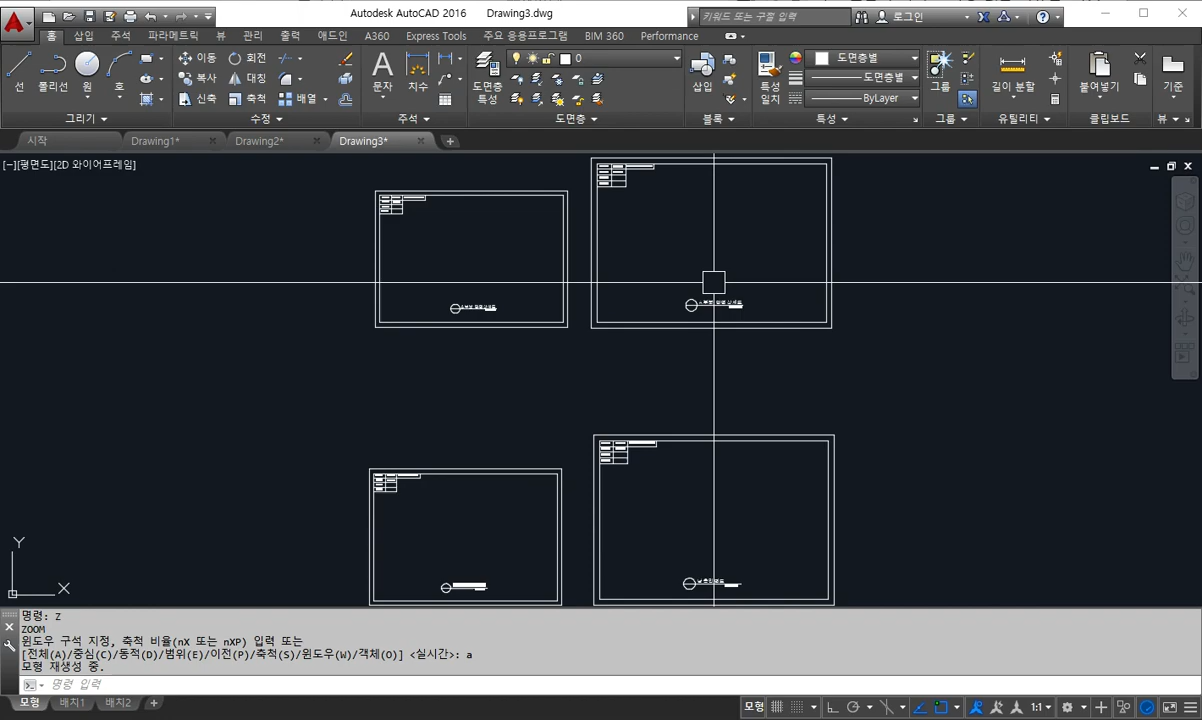 Autodesk AutoCAD 2016 Drawing3.dwg
키워드 또는 구절 입력
로그인
홈 삽입 주석 파라메트릭 뷰 관리 출력 애드인 A360 Express Tools 주요 응용프로그램 BIM 360 Performance
선 폴리선 원 호
이동 회전
복사 대칭
신축 축척 배열
문자 치수
도면층 특성
0
삽입
특성 일치
도면층별
도면층별
ByLayer
그룹
길이 분할
붙여넣기
기준
그리기 수정 주석 도면층 블록 특성 그룹 유틸리티 클립보드 뷰
시작 Drawing1* Drawing2* Drawing3*
[−][평면도][2D 와이어프레임]
Y
X
명령: Z
ZOOM
윈도우 구석 지정, 축척 비율(nX 또는 nXP) 입력 또는
[전체(A)/중심(C)/동적(D)/범위(E)/이전(P)/축척(S)/윈도우(W)/객체(O)] <실시간>: a
모형 재생성 중.
명령 입력
모형 배치1 배치2
모형 1:1